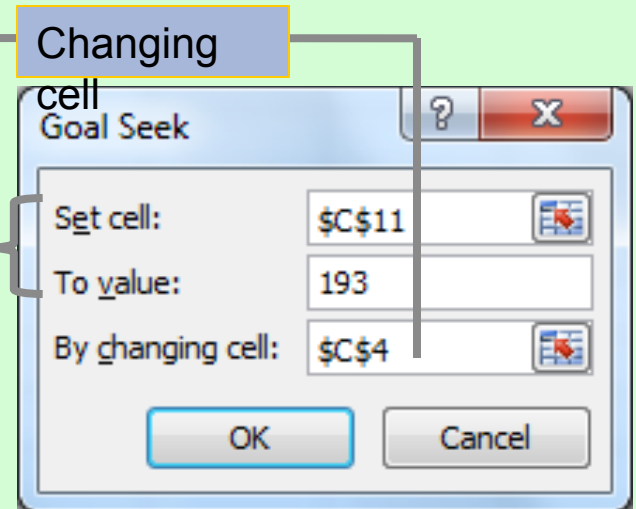 Changing
cell
Goal Seek
Set cell: $C$11
To value: 193
By changing cell: $C$4
OK Cancel